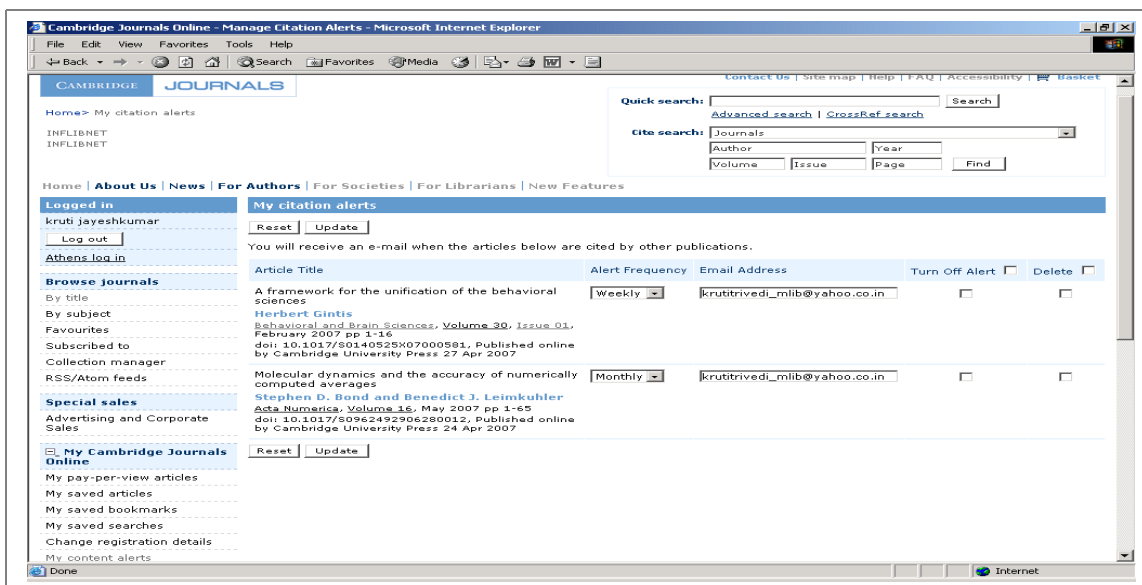 Cambridge Journals Online - Manage Citation Alerts - Microsoft Internet Explorer
File Edit View Favorites Tools Help
Back Search Favorites Media
CAMBRIDGE JOURNALS
Contact Us | Site map | Help | FAQ | Accessibility | Basket
Home> My citation alerts
INFLIBNET
INFLIBNET
Quick search: Search
Advanced search | CrossRef search
Cite search: Journals
Author Year
Volume Issue Page Find
Home | About Us | News | For Authors | For Societies | For Librarians | New Features
Logged in
kruti jayeshkumar
Log out
Athens log in
Browse journals
By title
By subject
Favourites
Subscribed to
Collection manager
RSS/Atom feeds
Special sales
Advertising and Corporate
Sales
My Cambridge Journals
Online
My pay-per-view articles
My saved articles
My saved bookmarks
My saved searches
Change registration details
My content alerts
My citation alerts
Reset Update
You will receive an e-mail when the articles below are cited by other publications.
Article Title Alert Frequency Email Address Turn Off Alert Delete
A framework for the unification of the behavioral
sciences
Weekly krutitrivedi_mlib@yahoo.co.in
Herbert Gintis
Behavioral and Brain Sciences, Volume 30, Issue 01,
February 2007 pp 1-16
doi: 10.1017/S0140525X07000581, Published online
by Cambridge University Press 27 Apr 2007
Molecular dynamics and the accuracy of numerically
computed averages
Monthly krutitrivedi_mlib@yahoo.co.in
Stephen D. Bond and Benedict J. Leimkuhler
Acta Numerica, Volume 16, May 2007 pp 1-65
doi: 10.1017/S0962492906280012, Published online
by Cambridge University Press 24 Apr 2007
Reset Update
Done Internet